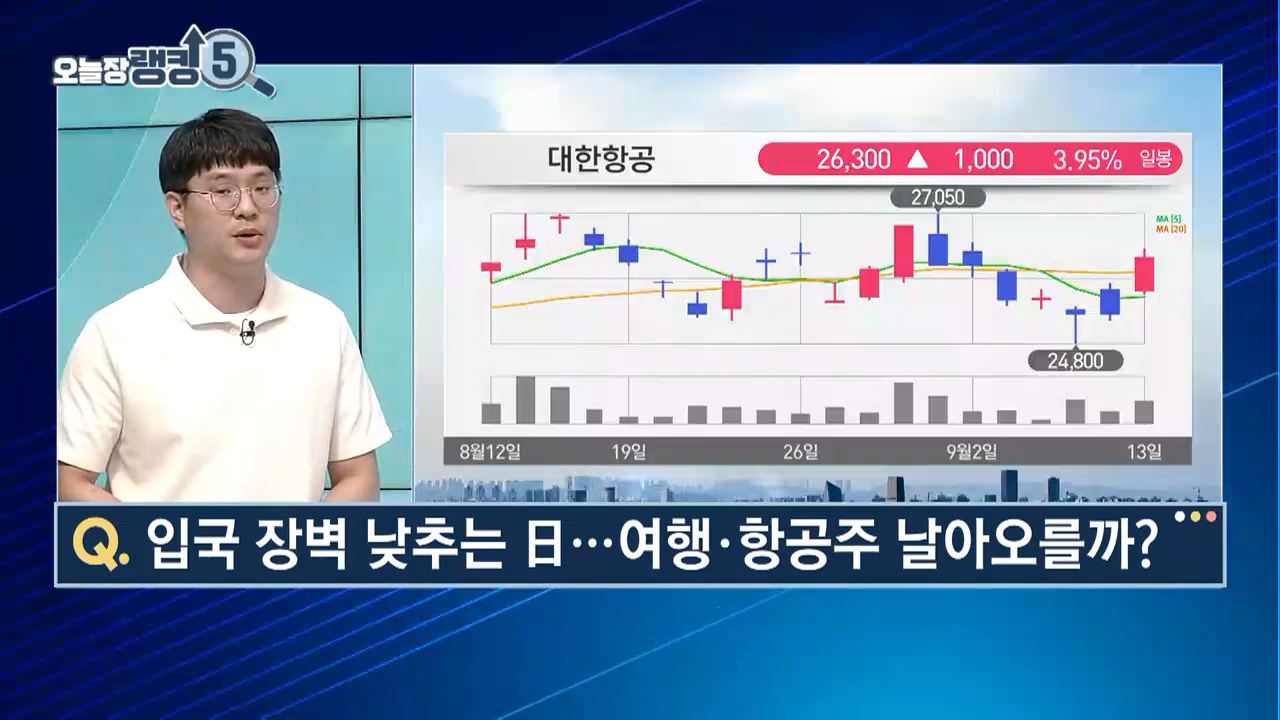 오늘장 랭킹 5
대한항공 26,300 ▲ 1,000 3.95% 일봉
27,050
MA [5]
MA [20]
24,800
8월12일 19일 26일 9월2일 13일
Q. 입국 장벽 낮추는 日…여행·항공주 날아오를까?